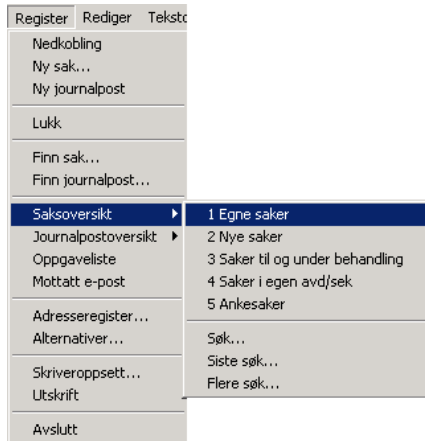 Register Rediger Teksto
Nedkobling
Ny sak...
Ny journalpost
Lukk
Finn sak...
Finn journalpost...
Saksoversikt
Journalpostoversikt
Oppgaveliste
Mottatt e-post
Adresseregister...
Alternativer...
Skriveroppsett...
Utskrift
Avslutt
1 Egne saker
2 Nye saker
3 Saker til og under behandling
4 Saker i egen avd/sek
5 Ankesaker
Søk...
Siste søk...
Flere søk...